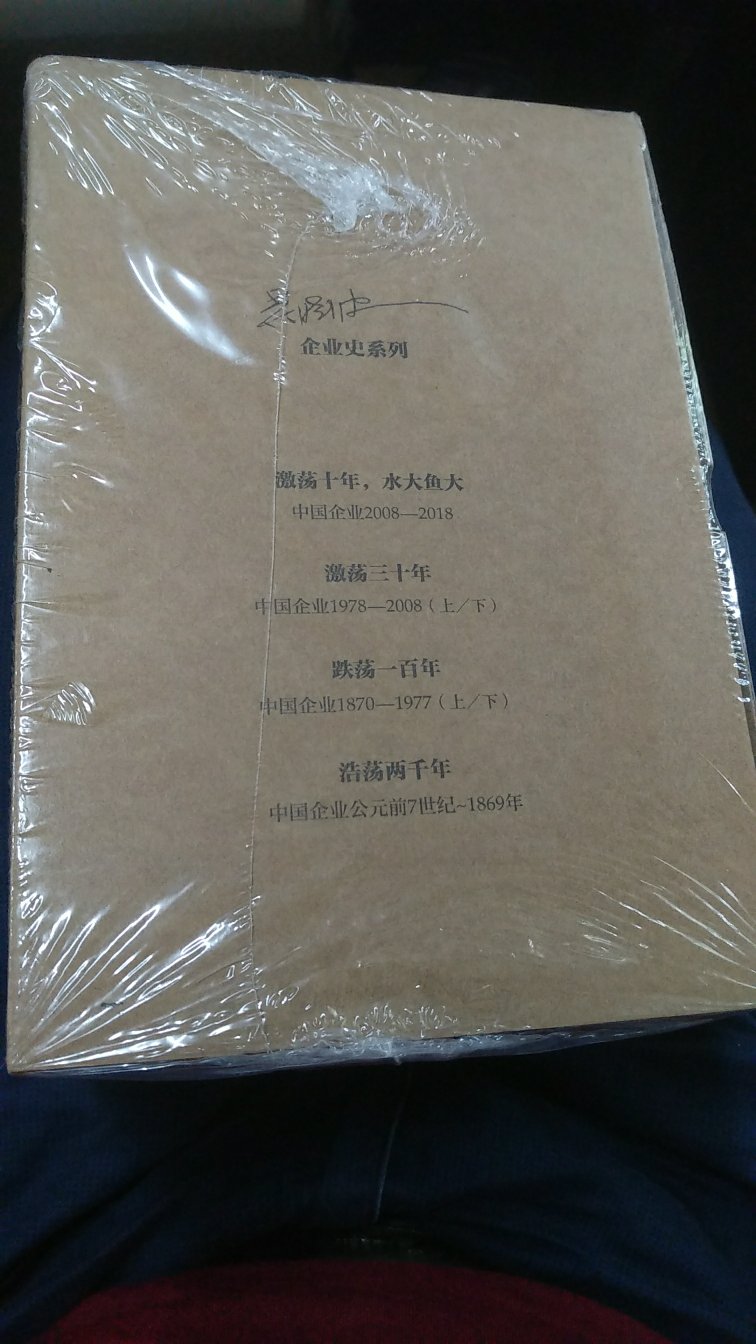 吴晓波
企业史系列
激荡十年，水大鱼大
中国企业2008—2018
激荡三十年
中国企业1978—2008（上／下）
跌荡一百年
中国企业1870—1977（上／下）
浩荡两千年
中国企业公元前7世纪~1869年